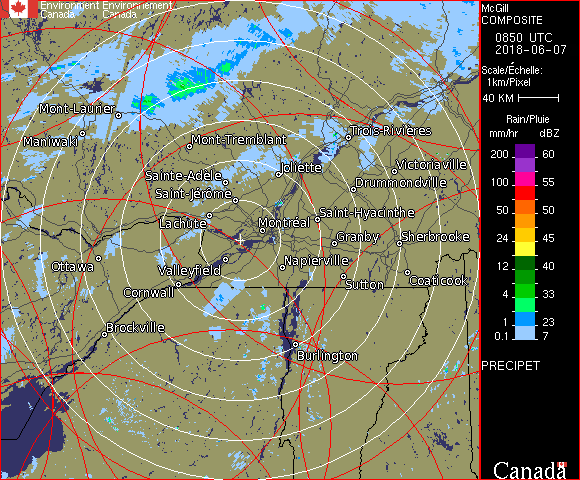 Environment Environnement
Canada Canada
McGill
COMPOSITE
0850 UTC
2018-06-07
Scale/Échelle:
1km/Pixel
40 KM
Rain/Pluie
mm/hr dBZ
200 60
100 55
50 50
24 45
12 40
4 33
1 23
0.1 7
PRECIPET
Canada
Mont-Laurier
Maniwaki
Mont-Tremblant
Trois-Rivières
Sainte-Adèle
Joliette
Victoriaville
Saint-Jérôme
Drummondville
Lachute
Montréal
Saint-Hyacinthe
Granby
Sherbrooke
Ottawa
Valleyfield
Napierville
Cornwall
Sutton
Coaticook
Brockville
Burlington